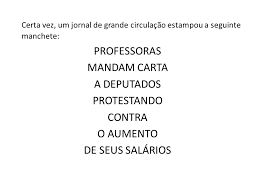 Certa vez, um jornal de grande circulação estampou a seguinte
manchete:
PROFESSORAS
MANDAM CARTA
A DEPUTADOS
PROTESTANDO
CONTRA
O AUMENTO
DE SEUS SALÁRIOS